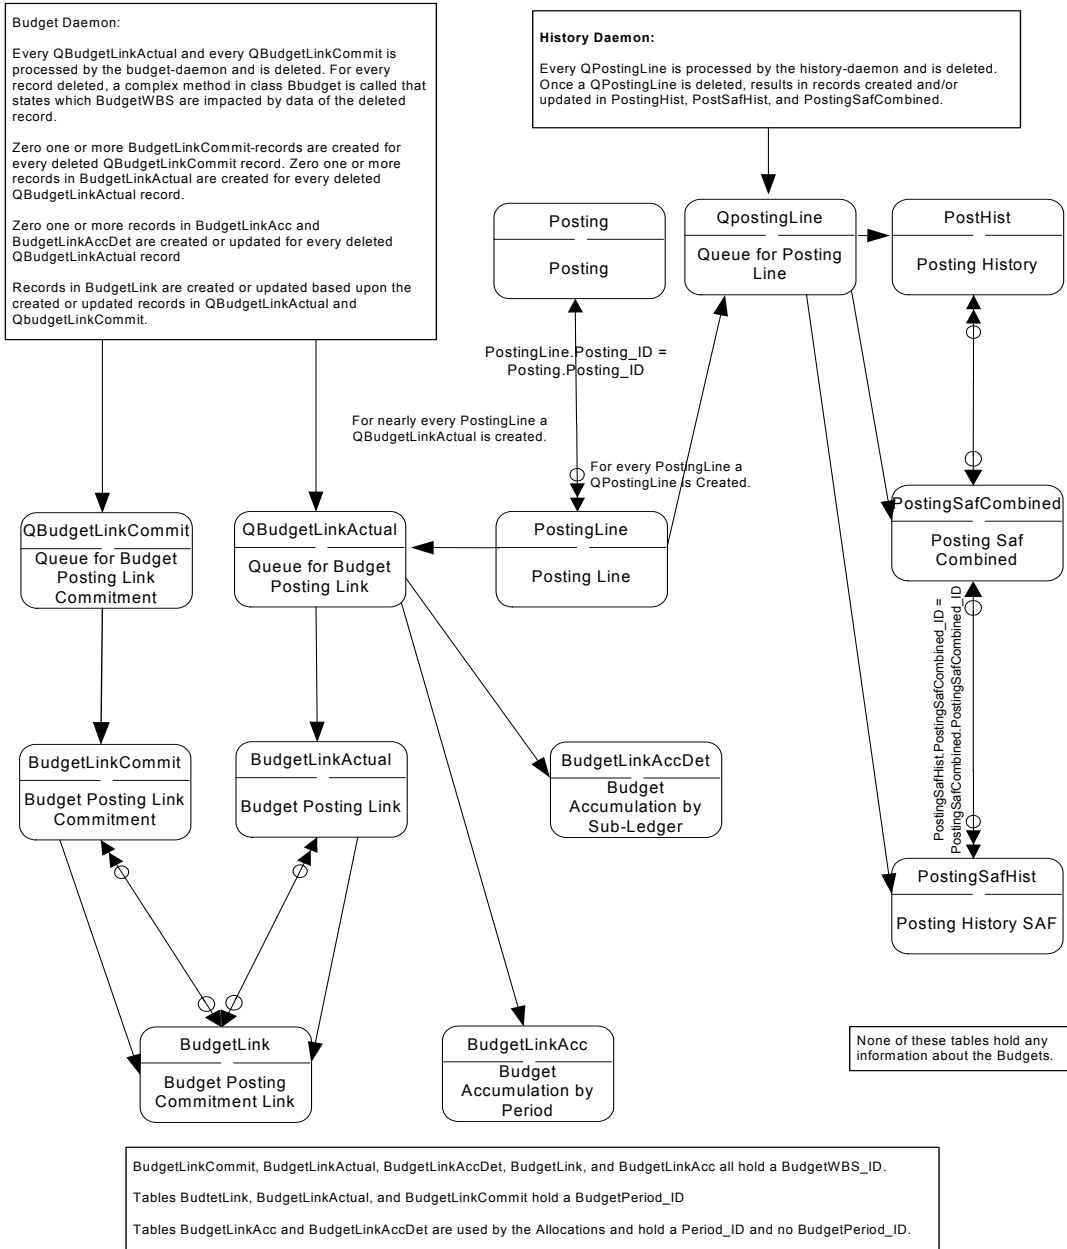 Budget Daemon:
Every QBudgetLinkActual and every QBudgetLinkCommit is
processed by the budget-daemon and is deleted. For every
record deleted, a complex method in class Bbudget is called that
states which BudgetWBS are impacted by data of the deleted
record.
Zero one or more BudgetLinkCommit-records are created for
every deleted QBudgetLinkCommit record. Zero one or more
records in BudgetLinkActual are created for every deleted
QBudgetLinkActual record.
Zero one or more records in BudgetLinkAcc and
BudgetLinkAccDet are created or updated for every deleted
QBudgetLinkActual record
Records in BudgetLink are created or updated based upon the
created or updated records in QBudgetLinkActual and
QbudgetLinkCommit.
History Daemon:
Every QPostingLine is processed by the history-daemon and is deleted.
Once a QPostingLine is deleted, results in records created and/or
updated in PostingHist, PostSafHist, and PostingSafCombined.
Posting
Posting
QpostingLine
Queue for Posting
Line
PostHist
Posting History
PostingLine.Posting_ID =
Posting.Posting_ID
For nearly every PostingLine a
QBudgetLinkActual is created.
For every PostingLine a
QPostingLine is Created.
QBudgetLinkCommit
Queue for Budget
Posting Link
Commitment
QBudgetLinkActual
Queue for Budget
Posting Link
PostingLine
Posting Line
PostingSafCombined
Posting Saf
Combined
PostingSafHist.PostingSafCombined_ID =
PostingSafCombined.PostingSafCombined_ID
BudgetLinkCommit
Budget Posting Link
Commitment
BudgetLinkActual
Budget Posting Link
BudgetLinkAccDet
Budget
Accumulation by
Sub-Ledger
PostingSafHist
Posting History SAF
BudgetLink
Budget Posting
Commitment Link
BudgetLinkAcc
Budget
Accumulation by
Period
None of these tables hold any
information about the Budgets.
BudgetLinkCommit, BudgetLinkActual, BudgetLinkAccDet, BudgetLink, and BudgetLinkAcc all hold a BudgetWBS_ID.
Tables BudtetLink, BudgetLinkActual, and BudgetLinkCommit hold a BudgetPeriod_ID
Tables BudgetLinkAcc and BudgetLinkAccDet are used by the Allocations and hold a Period_ID and no BudgetPeriod_ID.